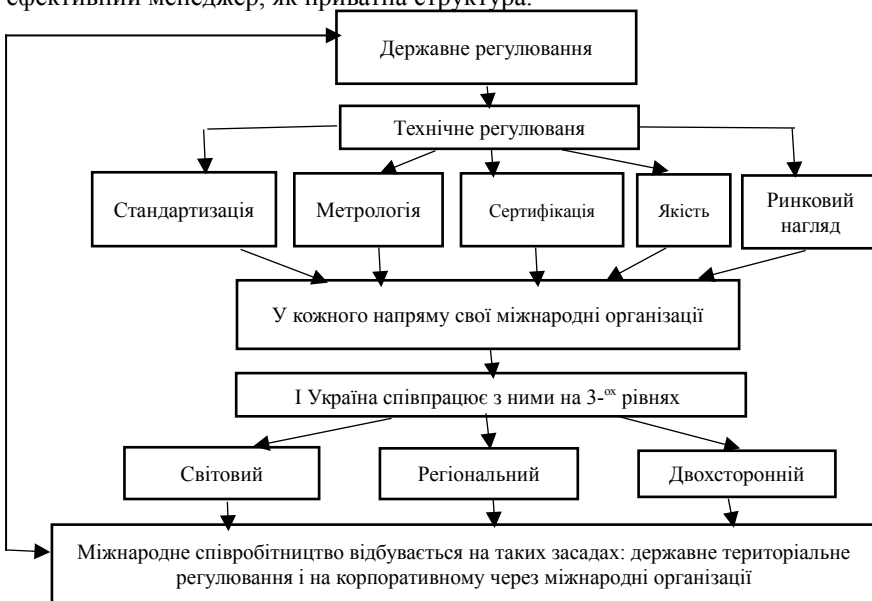 ефективний менеджер, як приватна структура.
Державне регулювання
Технічне регулюваня
Стандартизація
Метрологія
Сертифікація
Якість
Ринковий
нагляд
У кожного напряму свої міжнародні організації
І Україна співпрацює з ними на 3-ох рівнях
Світовий
Регіональний
Двохсторонній
Міжнародне співробітництво відбувається на таких засадах: державне територіальне
регулювання і на корпоративному через міжнародні організації